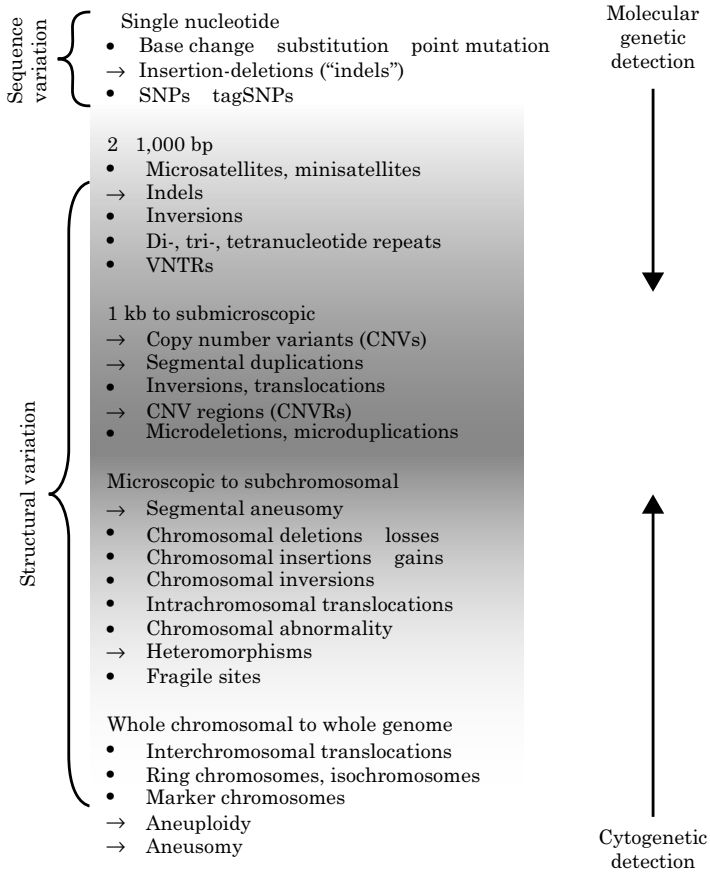 Sequence
variation
Single nucleotide
• Base change substitution point mutation
→ Insertion-deletions (“indels”)
• SNPs tagSNPs
2 1,000 bp
• Microsatellites, minisatellites
→ Indels
• Inversions
• Di-, tri-, tetranucleotide repeats
• VNTRs
1 kb to submicroscopic
→ Copy number variants (CNVs)
→ Segmental duplications
• Inversions, translocations
→ CNV regions (CNVRs)
• Microdeletions, microduplications
Structural variation
Microscopic to subchromosomal
→ Segmental aneusomy
• Chromosomal deletions losses
• Chromosomal insertions gains
• Chromosomal inversions
• Intrachromosomal translocations
• Chromosomal abnormality
→ Heteromorphisms
• Fragile sites
Whole chromosomal to whole genome
• Interchromosomal translocations
• Ring chromosomes, isochromosomes
• Marker chromosomes
→ Aneuploidy
→ Aneusomy
Molecular
genetic
detection
Cytogenetic
detection